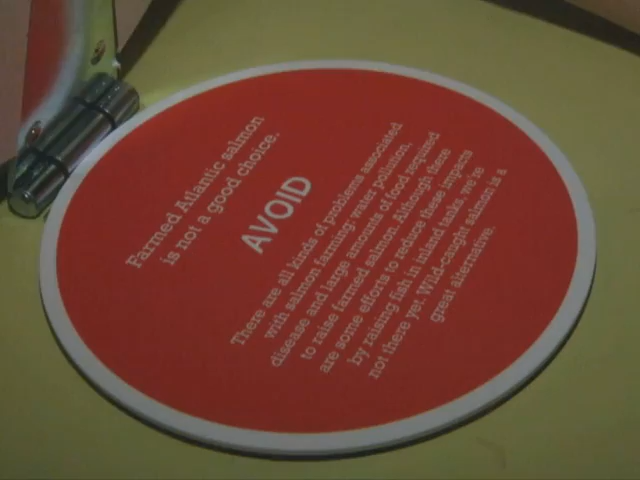 Farmed Atlantic salmon
is not a good choice.
AVOID
There are all kinds of problems associated
with salmon farming: water pollution,
disease and large amounts of food required
to raise farmed salmon. Although there
are some efforts to reduce these impacts
by raising fish in inland tanks, we're
not there yet. Wild-caught salmon is a
great alternative.